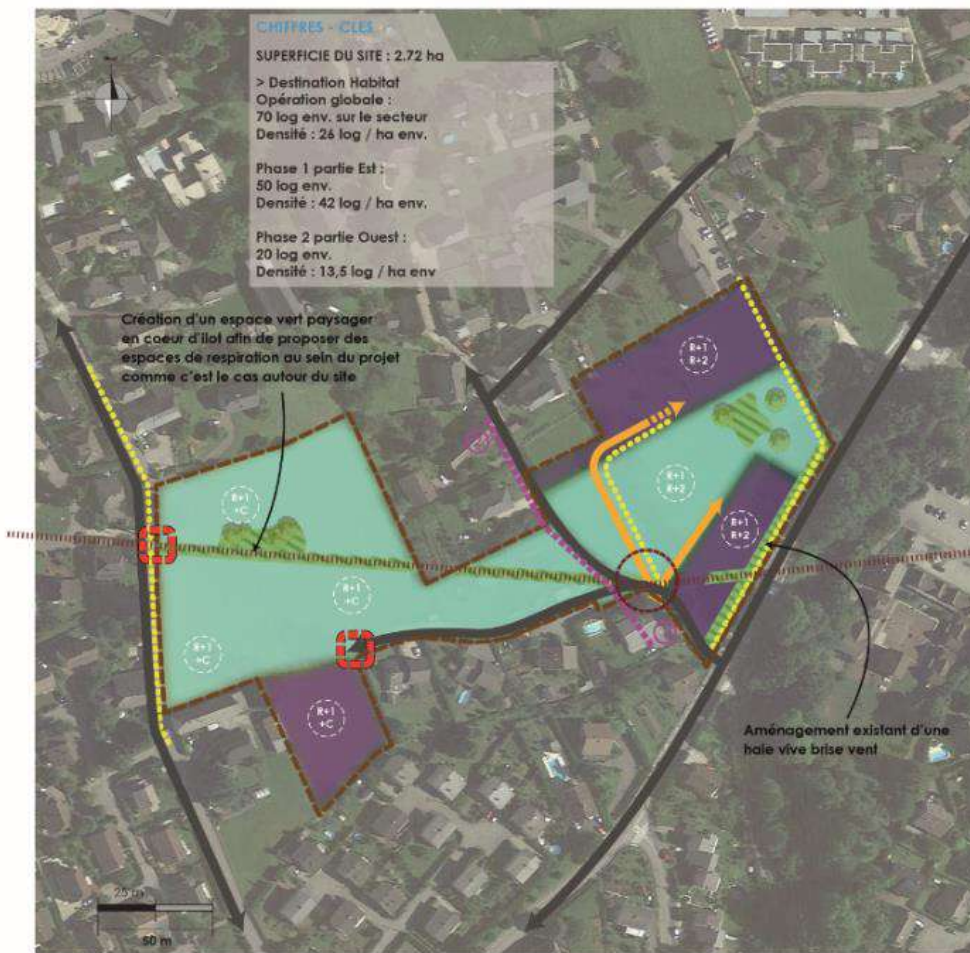 CHIFFRES - CLES
SUPERFICIE DU SITE : 2.72 ha
> Destination Habitat
Opération globale :
70 log env. sur le secteur
Densité : 26 log / ha env.
Phase 1 partie Est :
50 log env.
Densité : 42 log / ha env.
Phase 2 partie Ouest :
20 log env.
Densité : 13,5 log / ha env
Création d'un espace vert paysager
en coeur d'ilot afin de proposer des
espaces de respiration au sein du projet
comme c'est le cas autour du site
R+1
R+2
R+1
+C
R+1
R+2
R+1
R+2
R+1
+C
R+1
+C
R+1
+C
Aménagement existant d'une
haie vive brise vent
25 m
50 m